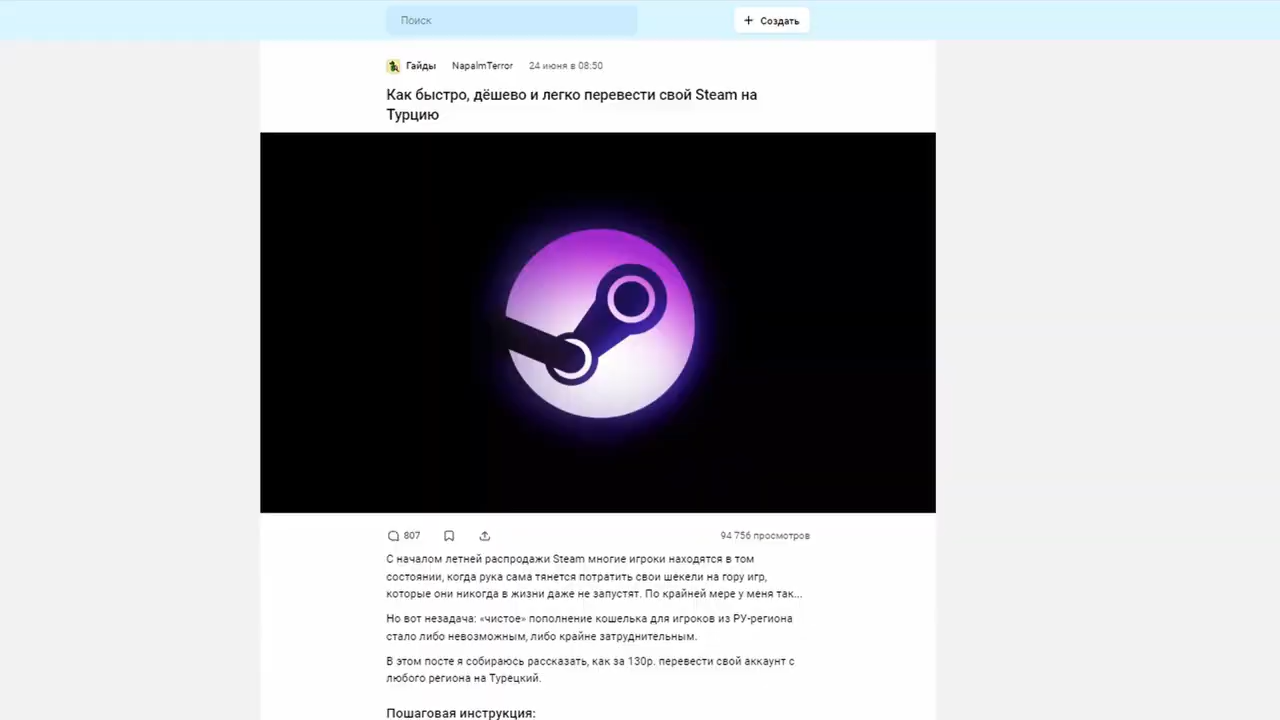 Поиск
Создать
Гайды NapalmTerror 24 июня в 08:50
Как быстро, дёшево и легко перевести свой Steam на
Турцию
807 94 756 просмотров
С началом летней распродажи Steam многие игроки находятся в том
состоянии, когда рука сама тянется потратить свои шекели на гору игр,
которые они никогда в жизни даже не запустят. По крайней мере у меня так...
Но вот незадача: «чистое» пополнение кошелька для игроков из РУ-региона
стало либо невозможным, либо крайне затруднительным.
В этом посте я собираюсь рассказать, как за 130р. перевести свой аккаунт с
любого региона на Турецкий.
Пошаговая инструкция: